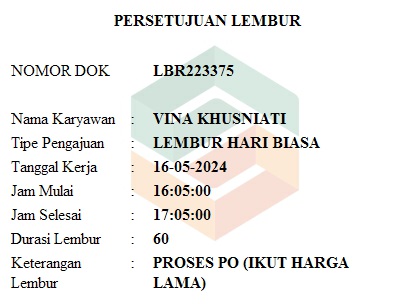 PERSETUJUAN LEMBUR
NOMOR DOK LBR223375
Nama Karyawan : VINA KHUSNIATI
Tipe Pengajuan : LEMBUR HARI BIASA
Tanggal Kerja : 16-05-2024
Jam Mulai : 16:05:00
Jam Selesai : 17:05:00
Durasi Lembur : 60
Keterangan : PROSES PO (IKUT HARGA
Lembur LAMA)